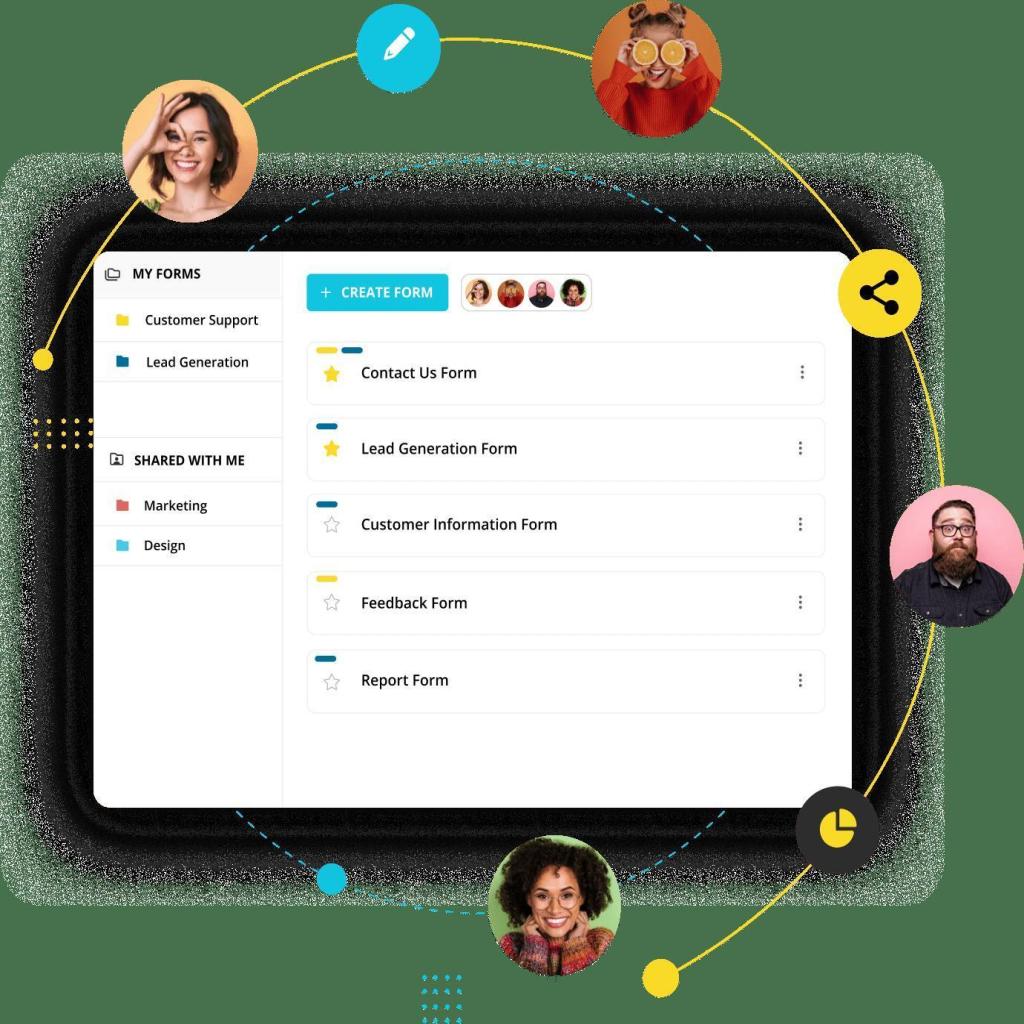 MY FORMS
Customer Support
Lead Generation
SHARED WITH ME
Marketing
Design
+ CREATE FORM
Contact Us Form
Lead Generation Form
Customer Information Form
Feedback Form
Report Form